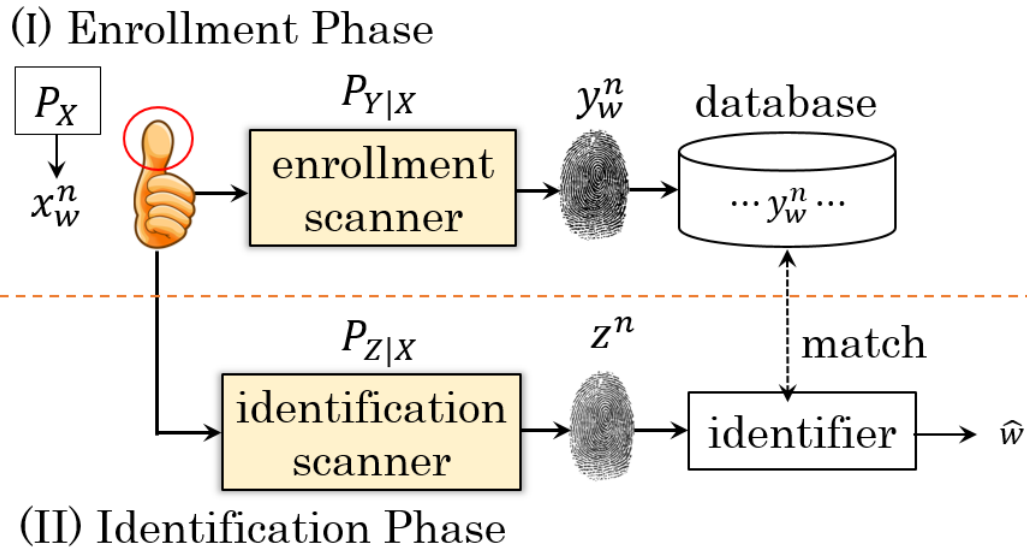 (I) Enrollment Phase
P_X
x_w^n
P_{Y|X}
enrollment
scanner
y_w^n
database
⋯ y_w^n ⋯
P_{Z|X}
identification
scanner
z^n
match
identifier
ŵ
(II) Identification Phase